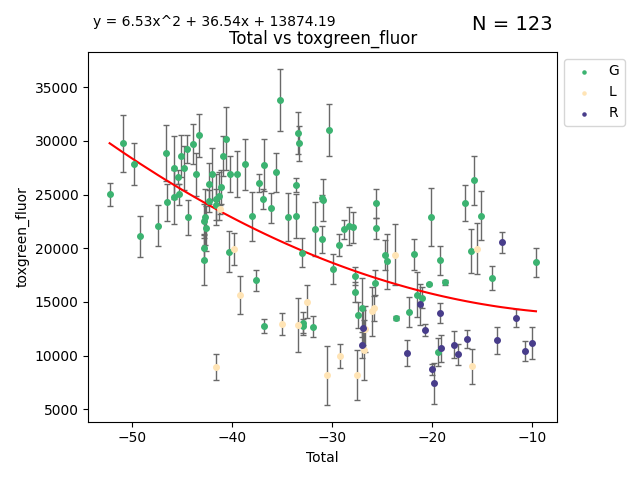 y = 6.53x^2 + 36.54x + 13874.19
N = 123
Total vs toxgreen_fluor
35000
30000
25000
20000
15000
10000
5000
toxgreen_fluor
−50
−40
−30
−20
−10
Total
G
L
R